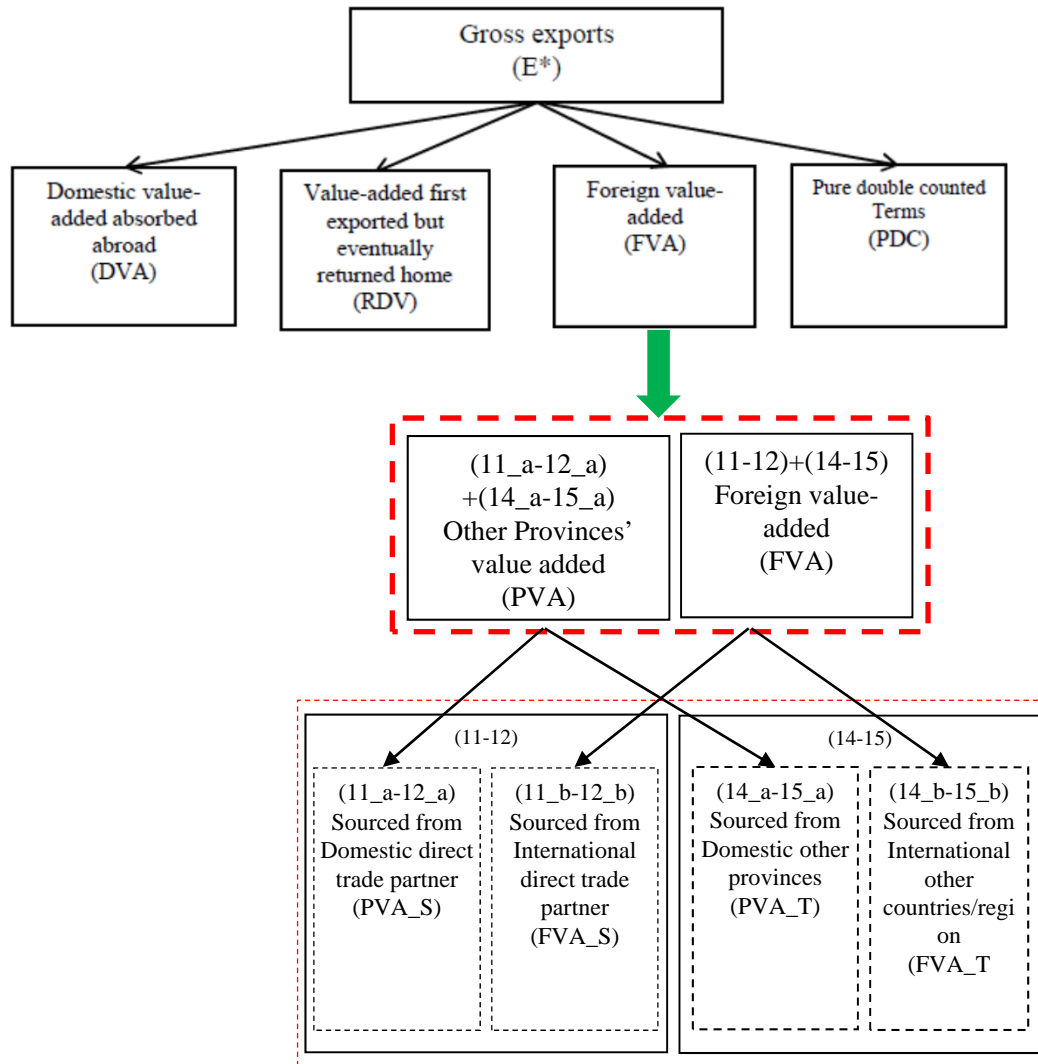 Gross exports
(E*)
Domestic value-
added absorbed
abroad
(DVA)
Value-added first
exported but
eventually
returned home
(RDV)
Foreign value-
added
(FVA)
Pure double counted
Terms
(PDC)
(11_a-12_a)
+(14_a-15_a)
Other Provinces’
value added
(PVA)
(11-12)+(14-15)
Foreign value-
added
(FVA)
(11-12)
(11_a-12_a)
Sourced from
Domestic direct
trade partner
(PVA_S)
(11_b-12_b)
Sourced from
International
direct trade
partner
(FVA_S)
(14-15)
(14_a-15_a)
Sourced from
Domestic other
provinces
(PVA_T)
(14_b-15_b)
Sourced from
International
other
countries/regi
on
(FVA_T